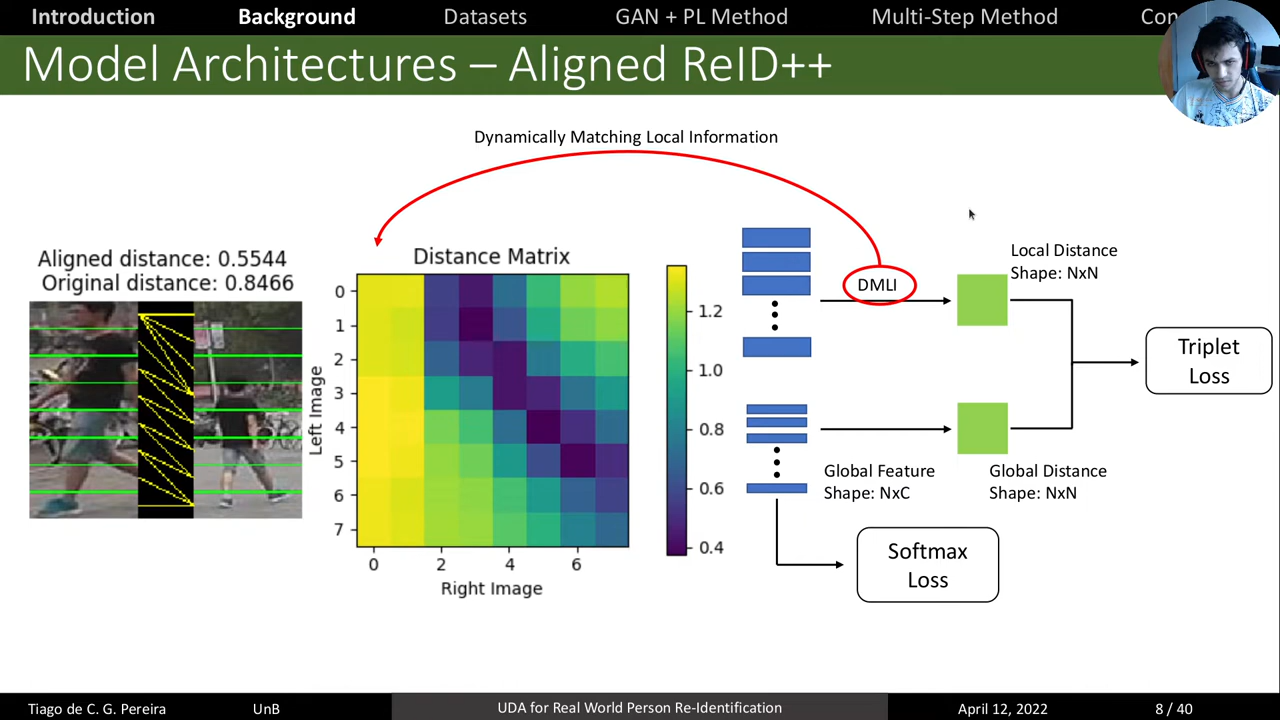 Introduction Background Datasets GAN + PL Method Multi-Step Method Con
Model Architectures – Aligned ReID++
Dynamically Matching Local Information
Aligned distance: 0.5544
Original distance: 0.8466
Distance Matrix
0
1
2
3
4
5
6
7
Left Image
0 2 4 6
Right Image
1.2
1.0
0.8
0.6
0.4
DMLI
Local Distance
Shape: NxN
Triplet
Loss
Global Feature
Shape: NxC
Global Distance
Shape: NxN
Softmax
Loss
Tiago de C. G. Pereira UnB UDA for Real World Person Re-Identification April 12, 2022 8 / 40